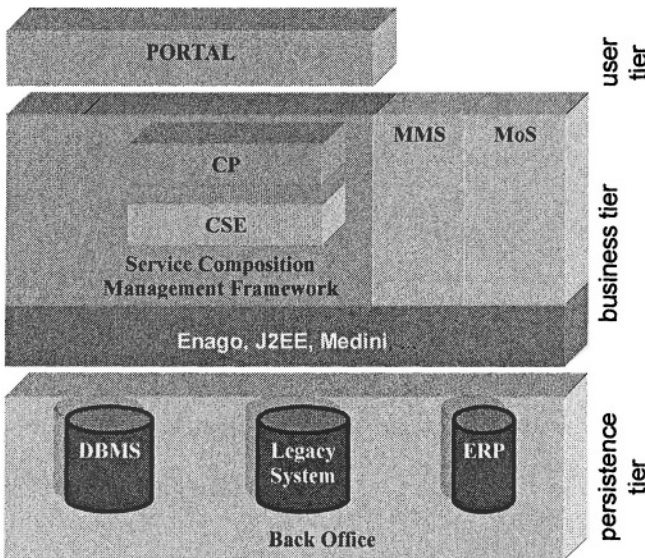 PORTAL
user
tier
MMS
MoS
CP
CSE
Service Composition
Management Framework
business tier
Enago, J2EE, Medini ...
DBMS
Legacy
System
ERP
Back Office
persistence
tier